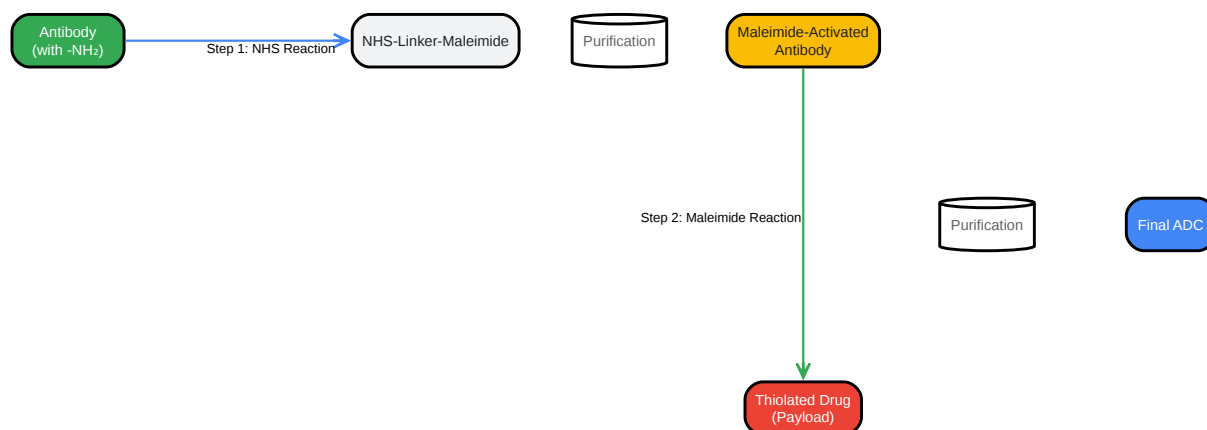 Antibody
(with -NH₂)
Step 1: NHS Reaction
NHS-Linker-Maleimide
Purification
Maleimide-Activated
Antibody
Step 2: Maleimide Reaction
Purification
Final ADC
Thiolated Drug
(Payload)